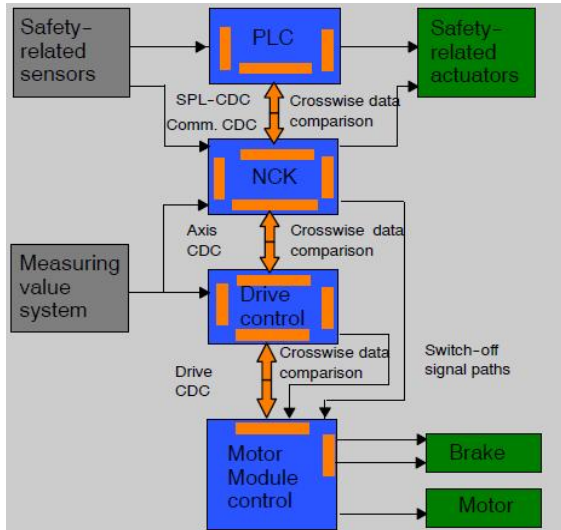 Safety-
related
sensors
PLC
Safety-
related
actuators
SPL-CDC
Comm. CDC
Crosswise data
comparison
NCK
Axis
CDC
Crosswise data
comparison
Measuring
value
system
Drive
control
Drive
CDC
Crosswise data
comparison
Switch-off
signal paths
Motor
Module
control
Brake
Motor